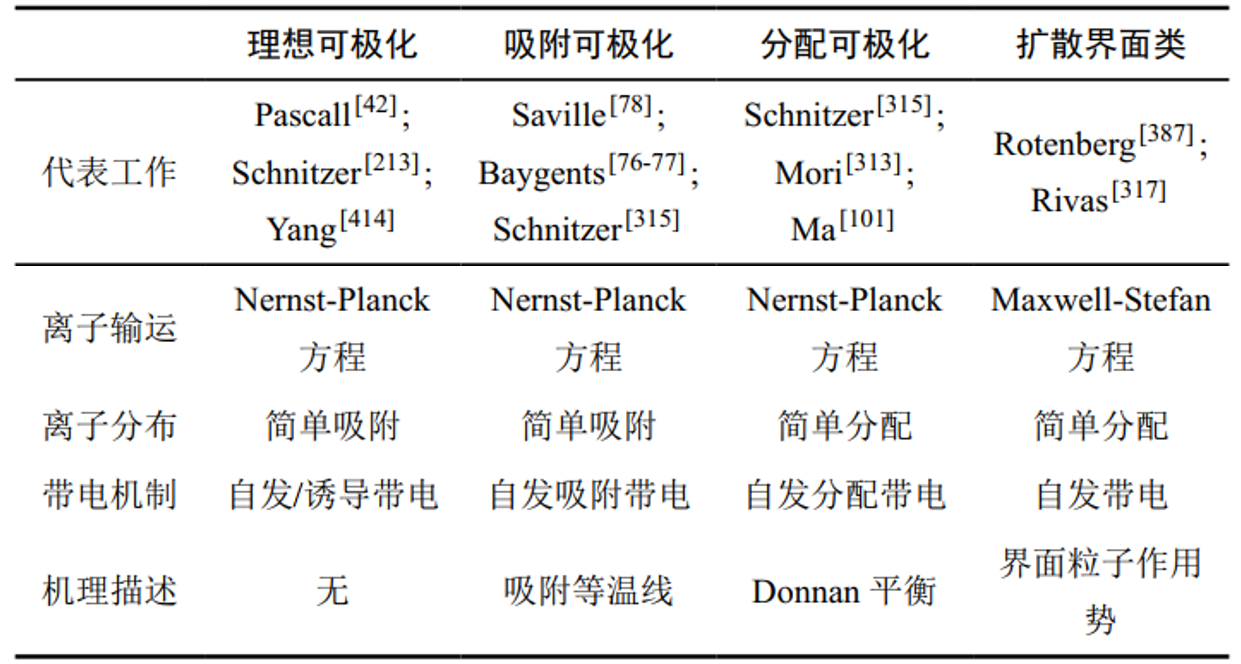 理想可极化 吸附可极化 分配可极化 扩散界面类
代表工作
Pascall[42];
Schnitzer[213];
Yang[414]
Saville[78];
Baygents[76-77];
Schnitzer[315]
Schnitzer[315];
Mori[313];
Ma[101]
Rotenberg[387];
Rivas[317]
离子输运
Nernst-Planck
方程
Nernst-Planck
方程
Nernst-Planck
方程
Maxwell-Stefan
方程
离子分布 简单吸附 简单吸附 简单分配 简单分配
带电机制 自发/诱导带电 自发吸附带电 自发分配带电 自发带电
机理描述 无 吸附等温线 Donnan 平衡
界面粒子作用
势